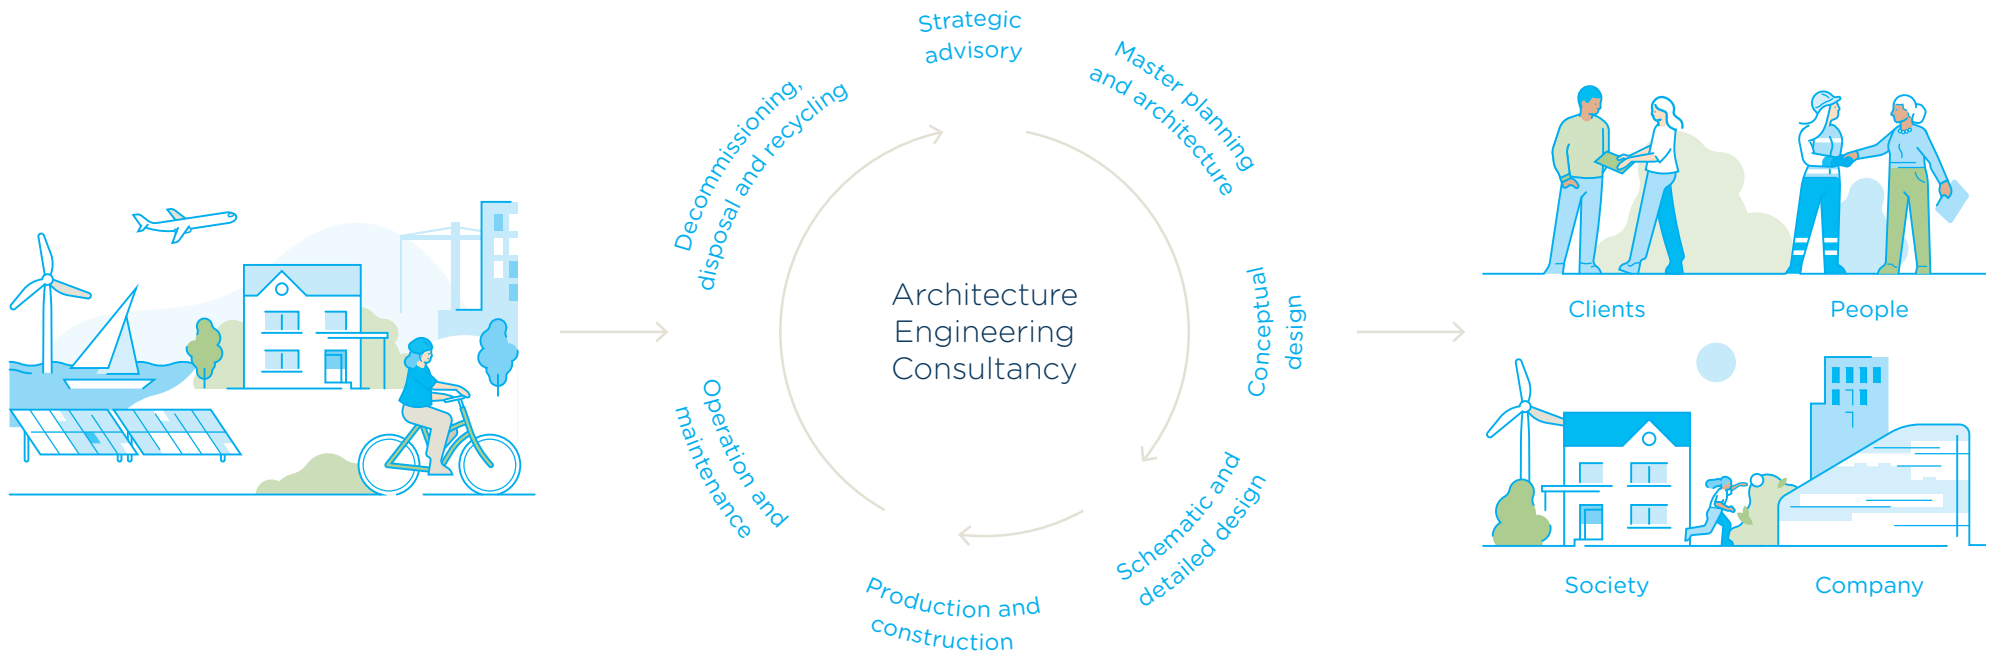 Strategic
advisory
Master planning
and architecture
Conceptual
design
Schematic and
detailed design
Production and
construction
Operation and
maintenance
Decommissioning,
disposal and recycling
Architecture
Engineering
Consultancy
Clients
People
Society
Company